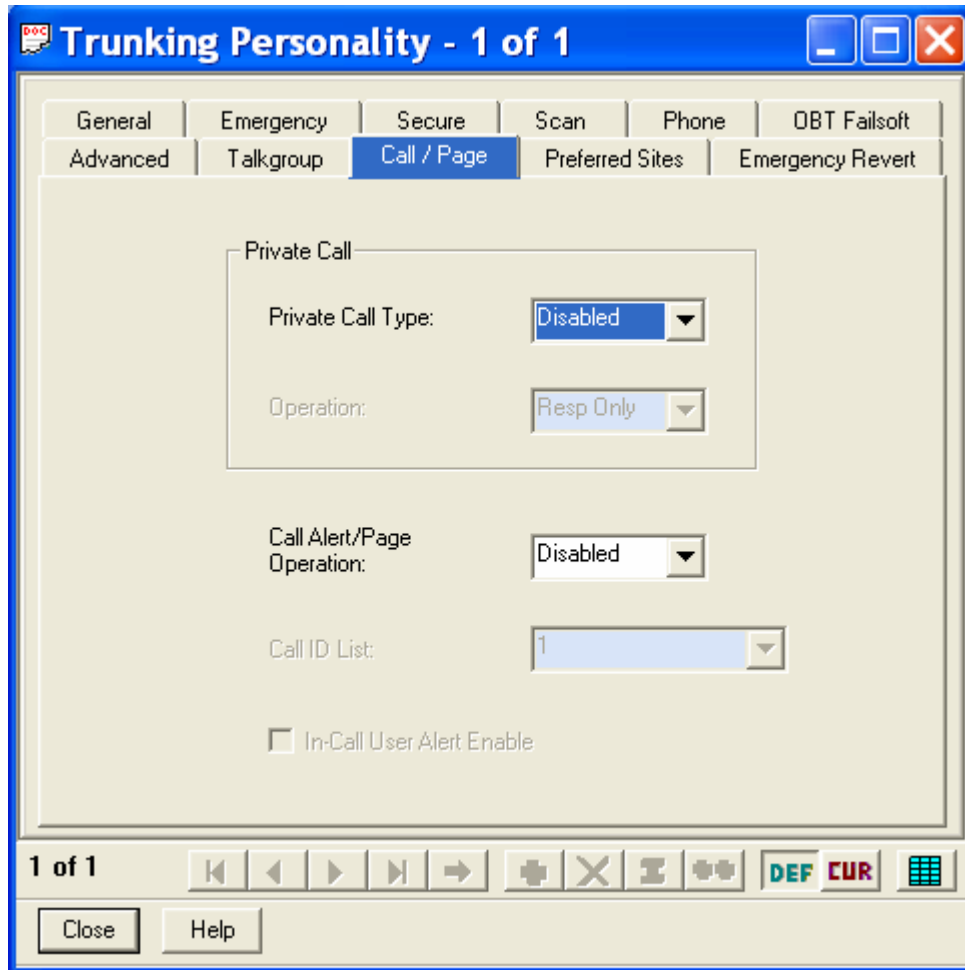 DOC
Trunking Personality - 1 of 1
General Emergency Secure Scan Phone OBT Failsoft
Advanced Talkgroup Call / Page Preferred Sites Emergency Revert
Private Call
Private Call Type: Disabled
Operation: Resp Only
Call Alert/Page
Operation: Disabled
Call ID List: 1
In-Call User Alert Enable
1 of 1 DEF CUR
Close Help